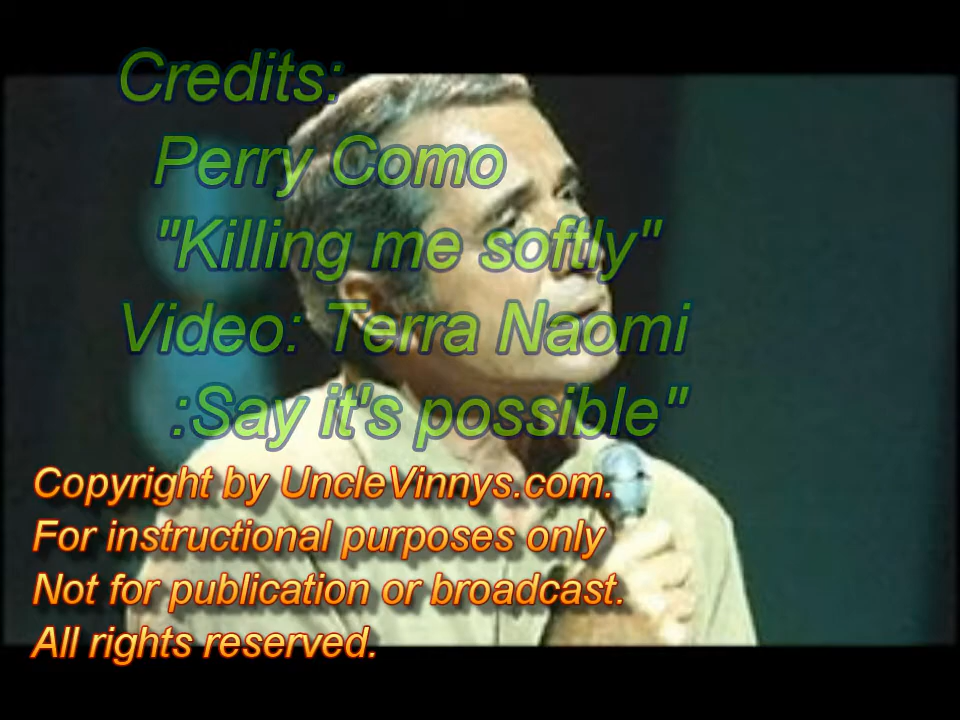 Credits:
Perry Como
"Killing me softly"
Video: Terra Naomi
:Say it's possible"
Copyright by UncleVinnys.com.
For instructional purposes only
Not for publication or broadcast.
All rights reserved.